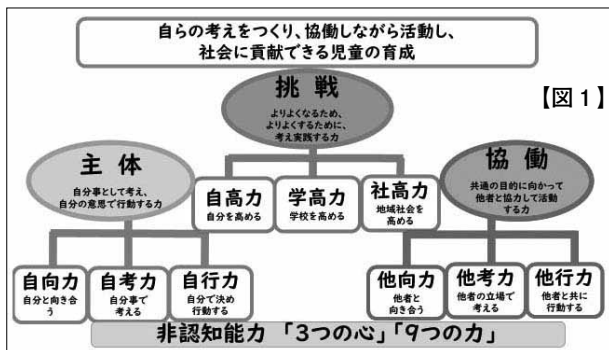 自らの考えをつくり、協働しながら活動し、
社会に貢献できる児童の育成
【図1】
挑戦
よりよくなるため、
よりよくするために、
考え実践する力
主体
自分事として考え、
自分の意思で行動する力
協働
共通の目的に向かって
他者と協力して活動
する力
自高力
自分を高める
学高力
学校を高める
社高力
地域社会を
高める
自向力
自分と向き合
う
自考力
自分事で
考える
自行力
自分で決め
行動する
他向力
他者と
向き合う
他考力
他者の立場で
考える
他行力
他者と共に
行動する
非認知能力 「3つの心」「9つの力」